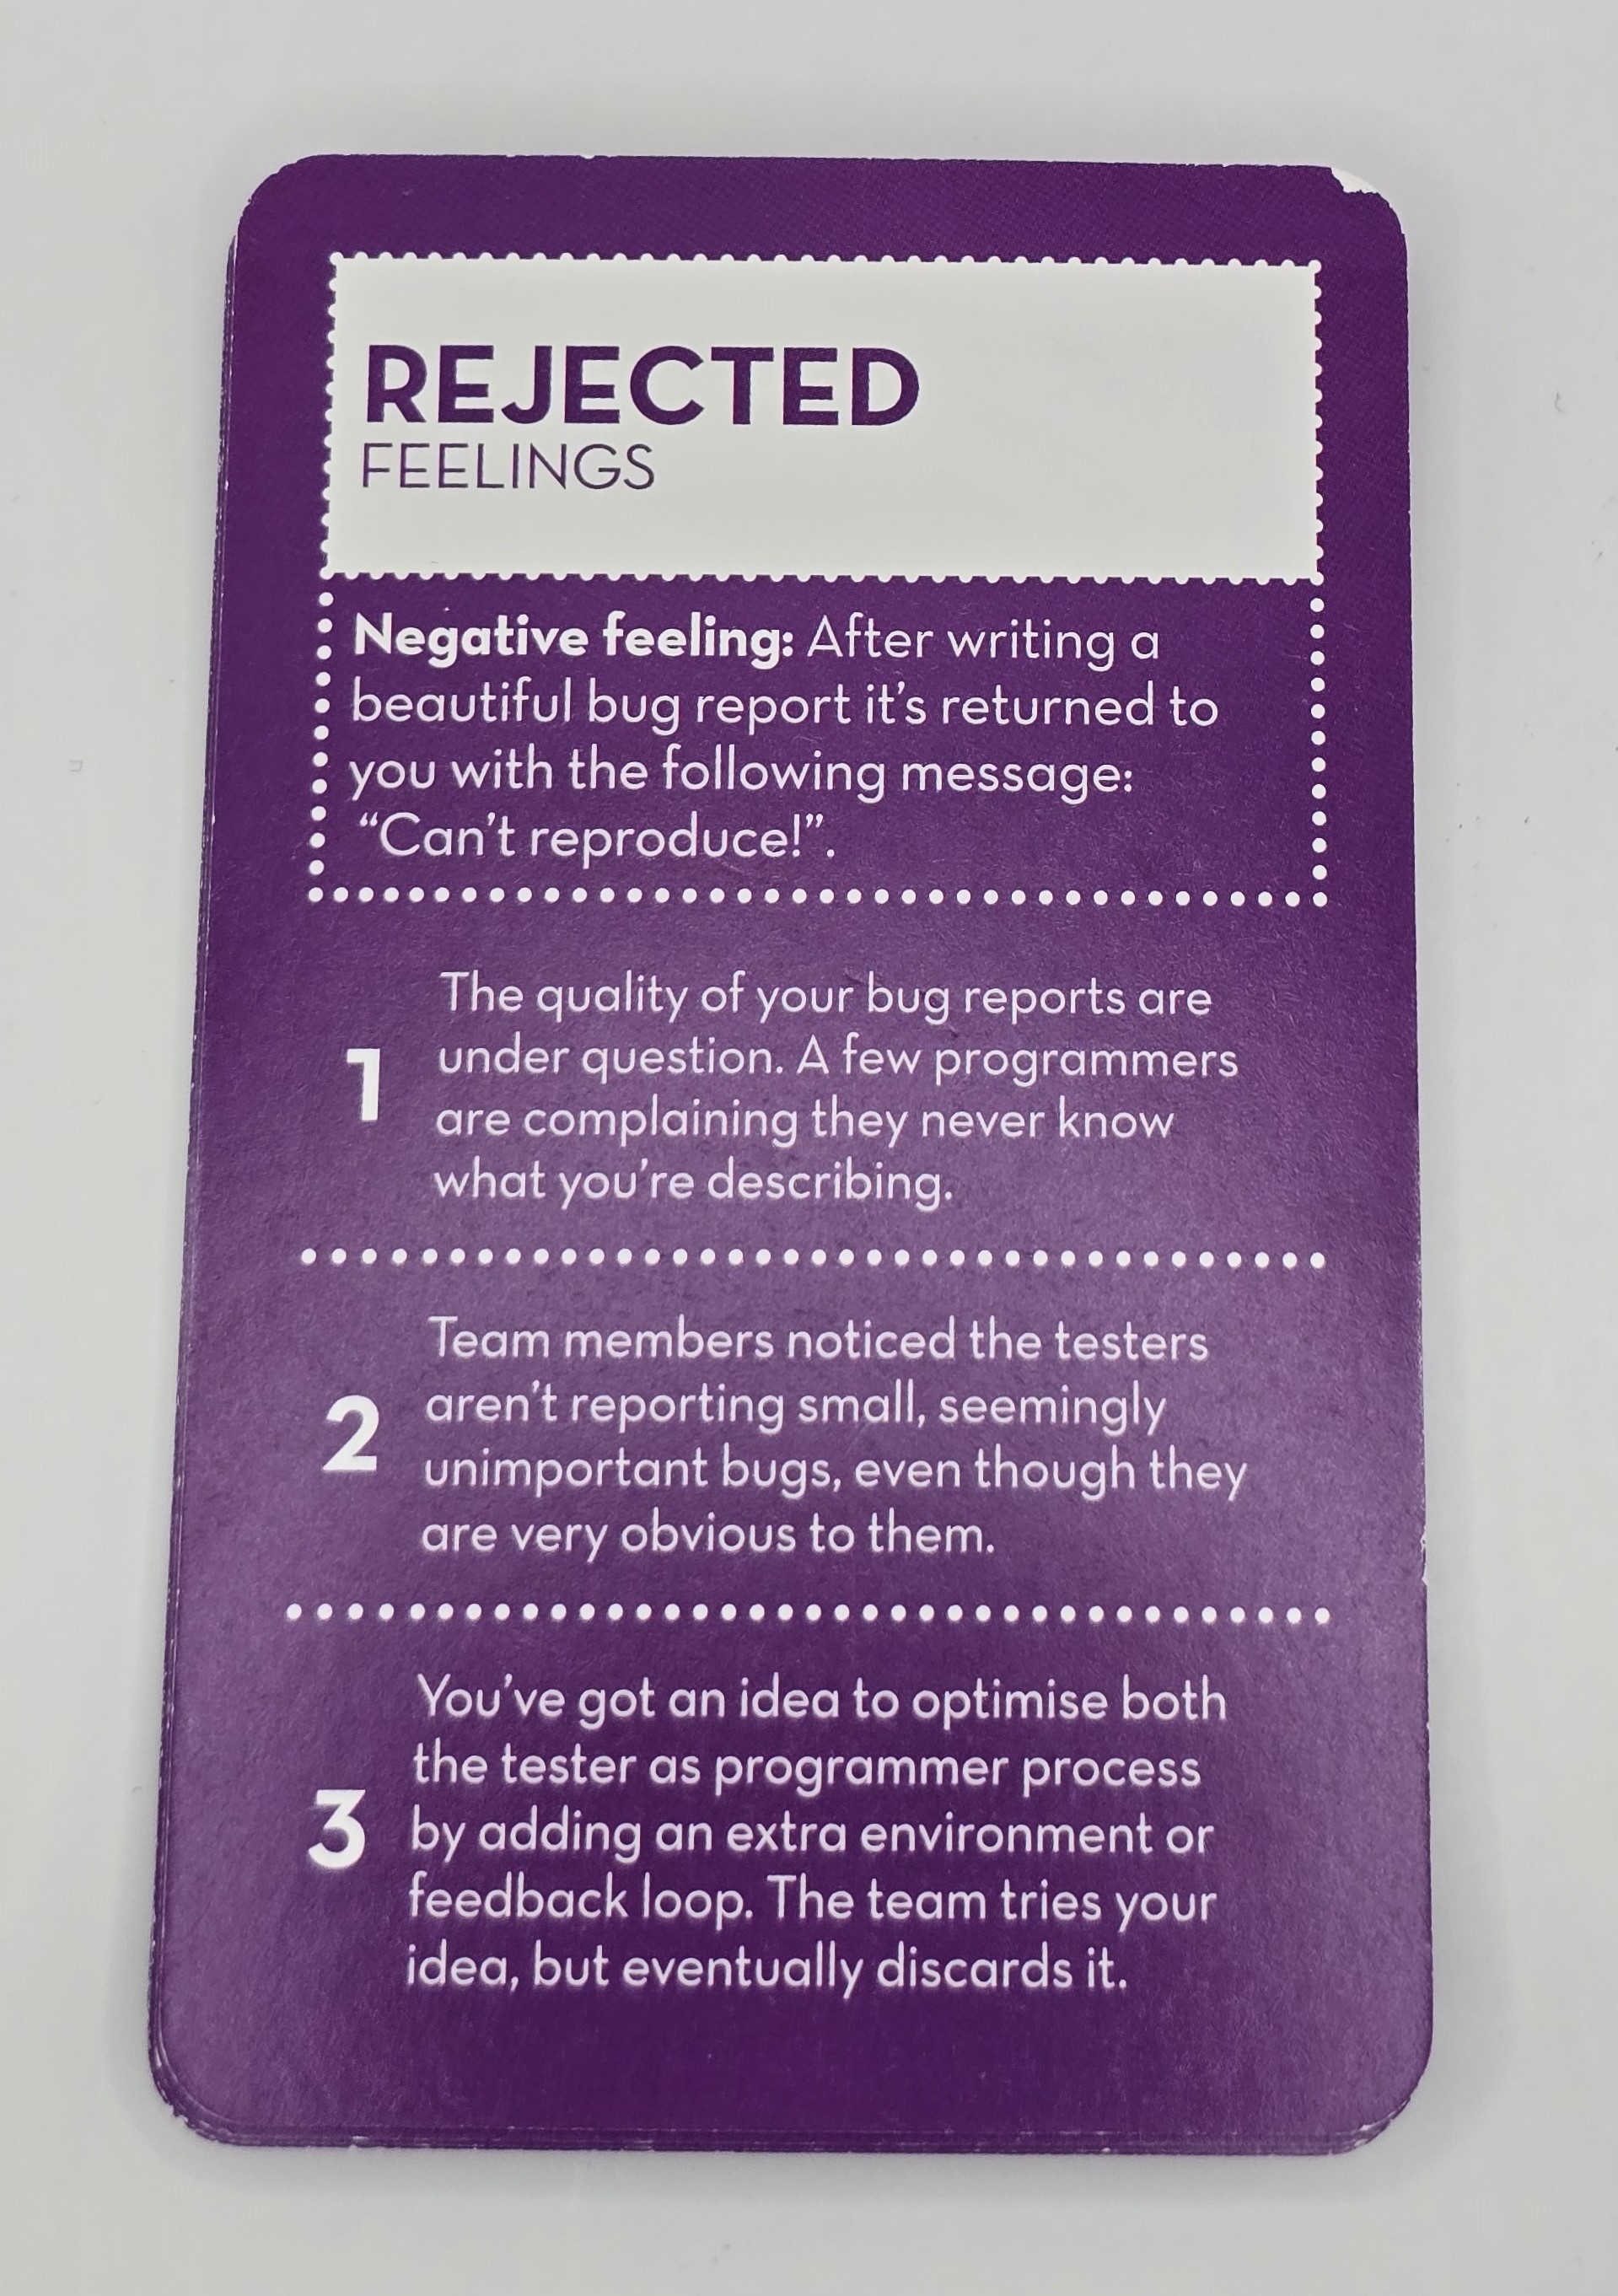 REJECTED
FEELINGS
Negative feeling: After writing a
beautiful bug report it's returned to
you with the following message:
“Can't reproduce!”.
1
The quality of your bug reports are
under question. A few programmers
are complaining they never know
what you're describing.
2
Team members noticed the testers
aren't reporting small, seemingly
unimportant bugs, even though they
are very obvious to them.
3
You've got an idea to optimise both
the tester as programmer process
by adding an extra environment or
feedback loop. The team tries your
idea, but eventually discards it.